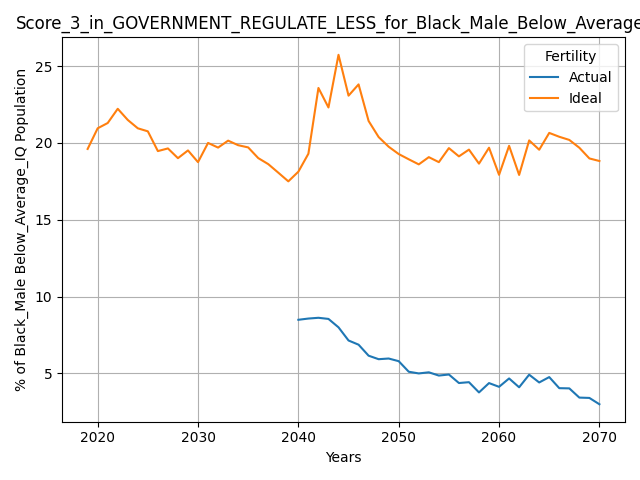 Score_3_in_GOVERNMENT_REGULATE_LESS_for_Black_Male_Below_Average
Fertility
Actual
Ideal
% of Black_Male Below_Average_IQ Population
25
20
15
10
5
2020 2030 2040 2050 2060 2070
Years